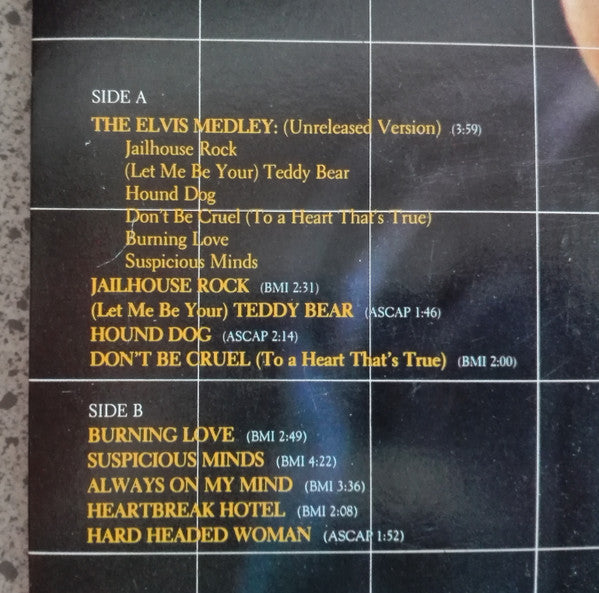 SIDE A
THE ELVIS MEDLEY: (Unreleased Version) (3:59)
Jailhouse Rock
(Let Me Be Your) Teddy Bear
Hound Dog
Don't Be Cruel (To a Heart That's True)
Burning Love
Suspicious Minds
JAILHOUSE ROCK (BMI 2:31)
(Let Me Be Your) TEDDY BEAR (ASCAP 1:46)
HOUND DOG (ASCAP 2:14)
DON'T BE CRUEL (To a Heart That's True) (BMI 2:00)
SIDE B
BURNING LOVE (BMI 2:49)
SUSPICIOUS MINDS (BMI 4:22)
ALWAYS ON MY MIND (BMI 3:36)
HEARTBREAK HOTEL (BMI 2:08)
HARD HEADED WOMAN (ASCAP 1:52)